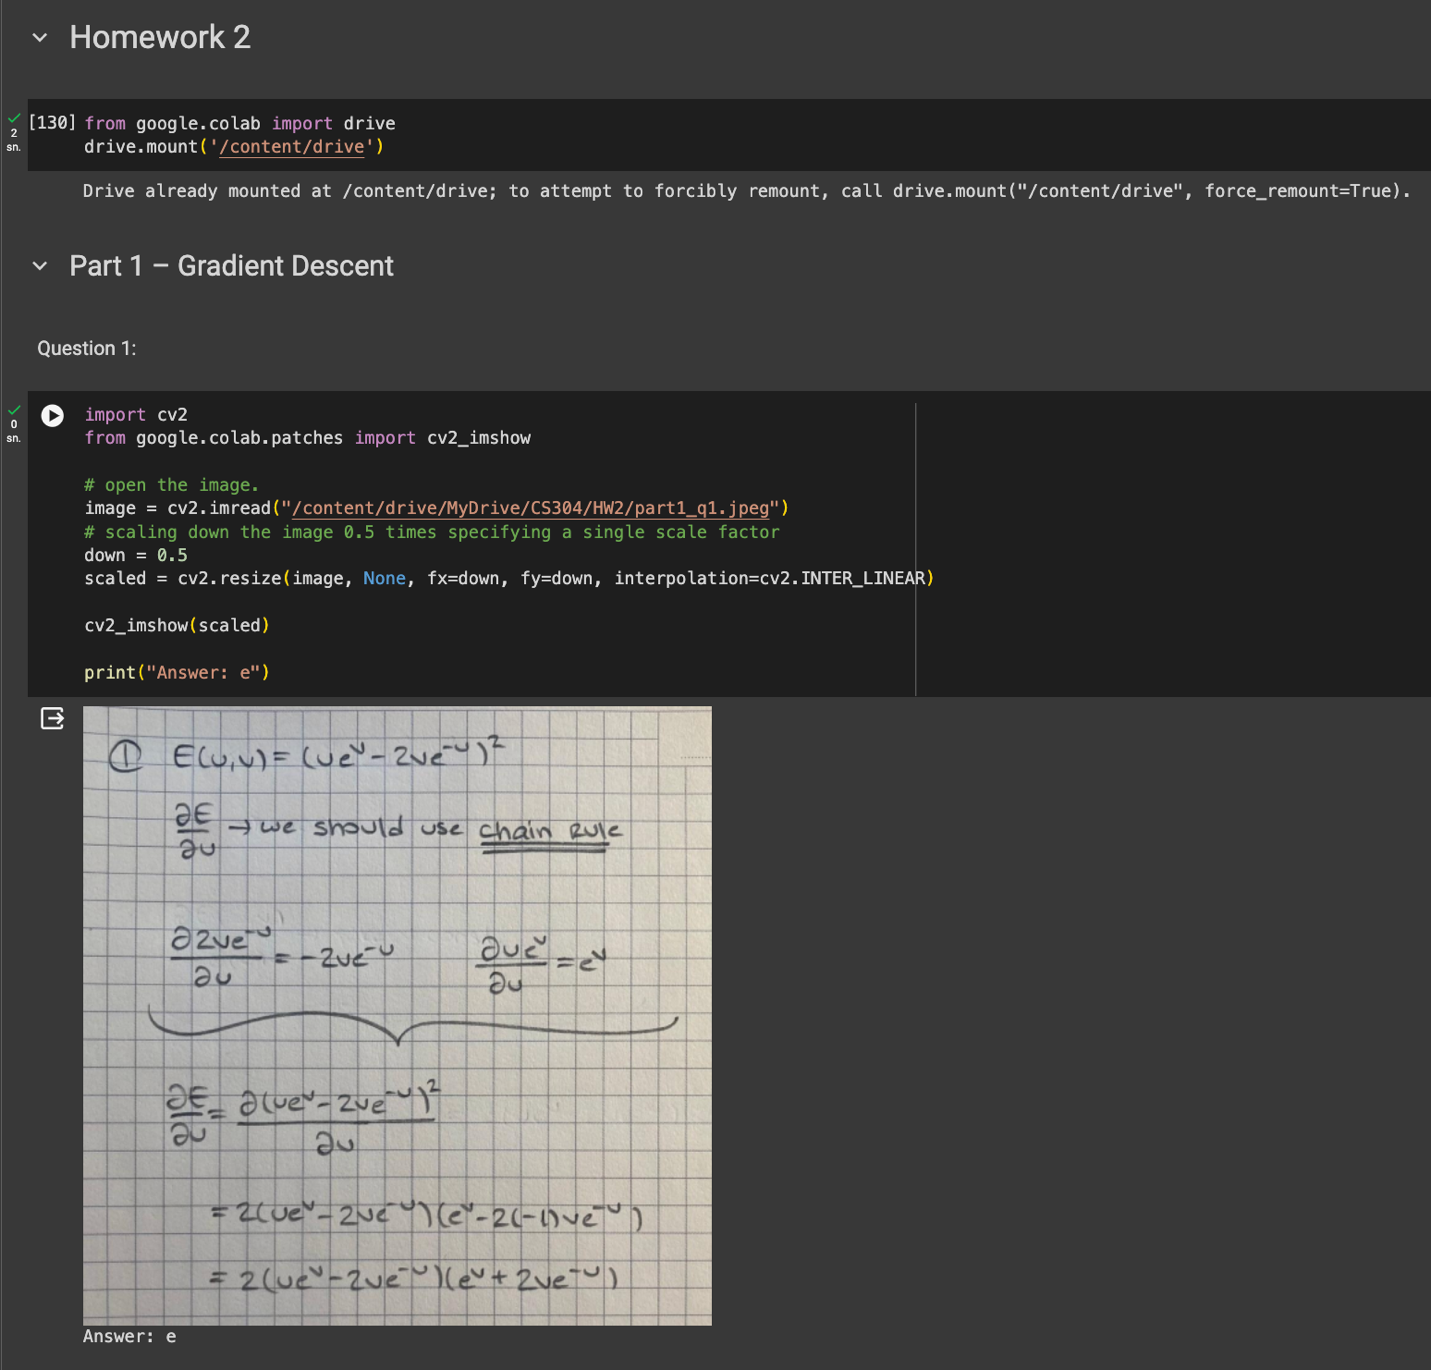 Homework 2
2 sn.
[130] from google.colab import drive
drive.mount('/content/drive')
Drive already mounted at /content/drive; to attempt to forcibly remount, call drive.mount("/content/drive", force_remount=True).
Part 1 – Gradient Descent
Question 1:
0 sn.
import cv2
from google.colab.patches import cv2_imshow
# open the image.
image = cv2.imread("/content/drive/MyDrive/CS304/HW2/part1_q1.jpeg")
# scaling down the image 0.5 times specifying a single scale factor
down = 0.5
scaled = cv2.resize(image, None, fx=down, fy=down, interpolation=cv2.INTER_LINEAR)
cv2_imshow(scaled)
print("Answer: e")
① E(u,v) = (ue^v - 2ve^-u)^2
∂E/∂u → we should use chain rule
∂2ve^-u/∂u = -2ve^-u   ∂ue^v/∂u = e^v
∂E/∂u = ∂(ue^v - 2ve^-u)^2/∂u
= 2(ue^v - 2ve^-u)(e^v - 2(-1)ve^-u)
= 2(ue^v - 2ve^-u)(e^v + 2ve^-u)
Answer: e